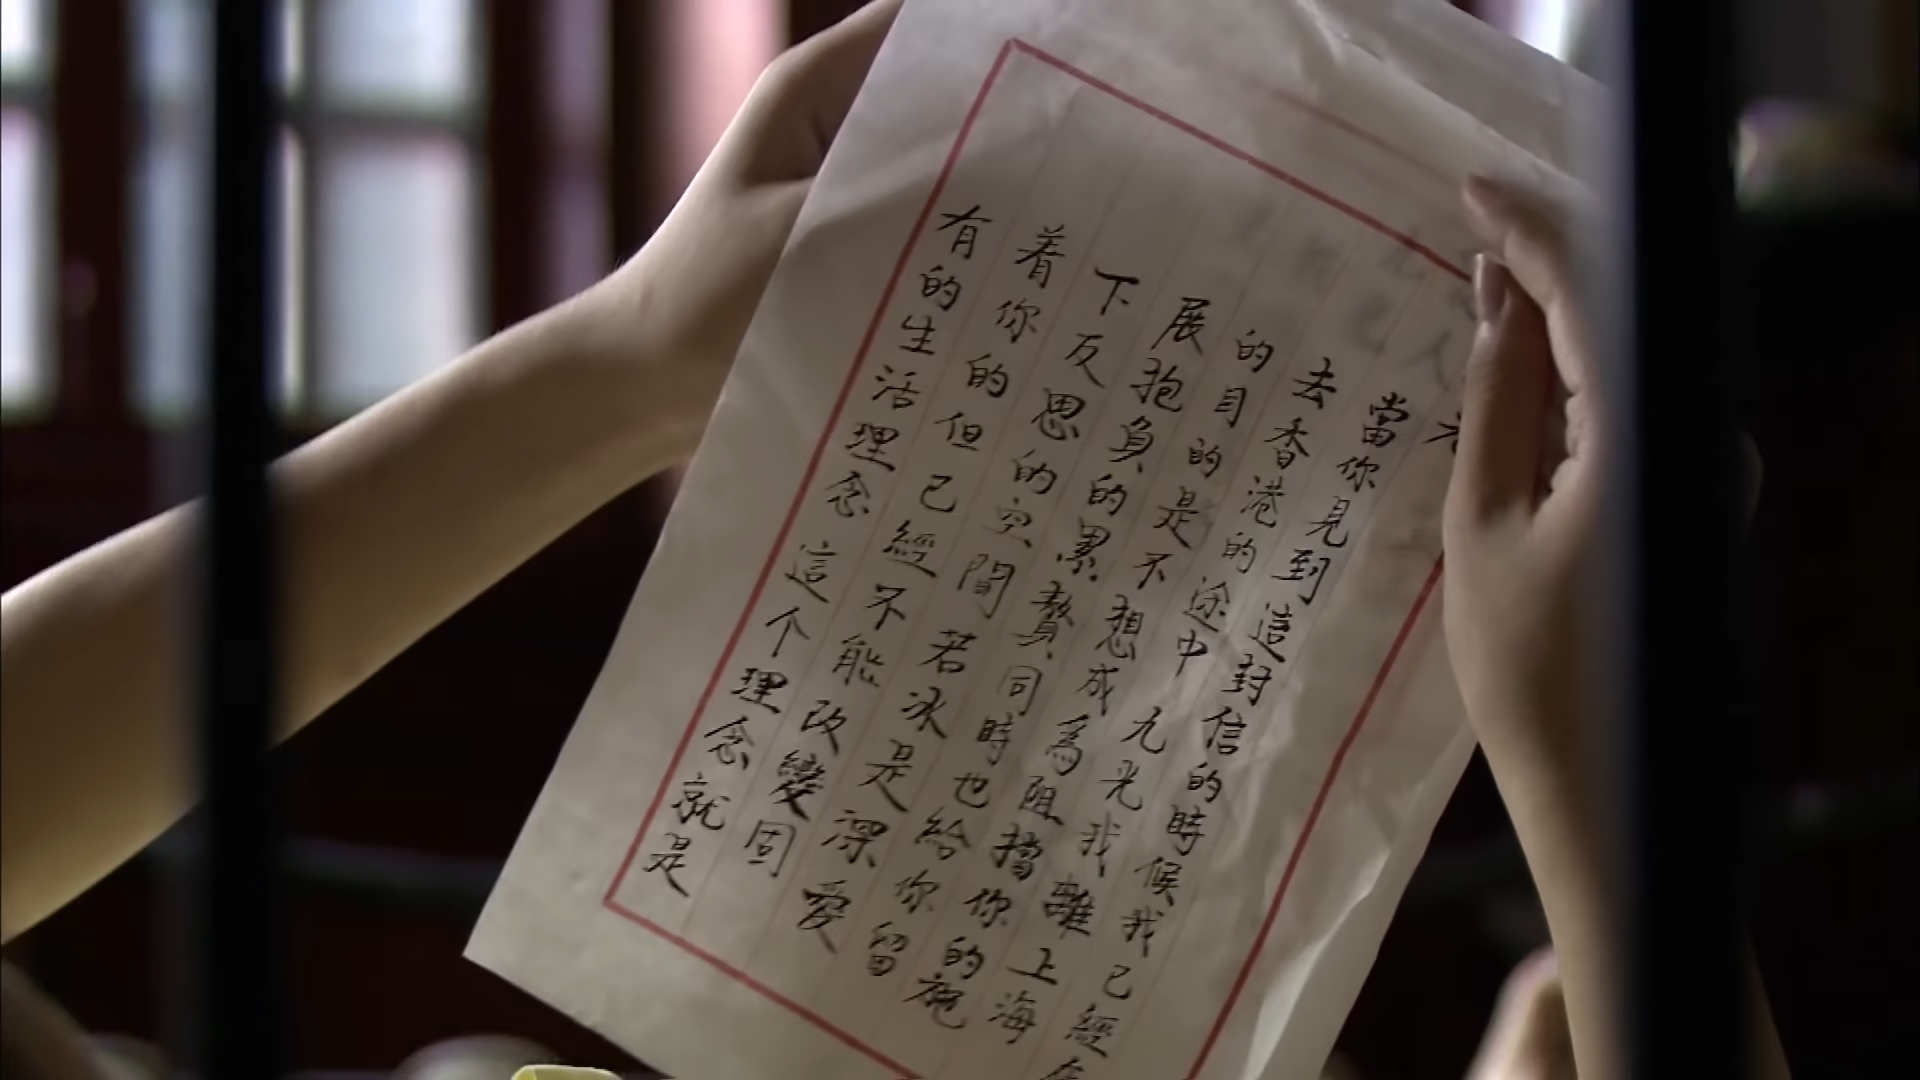 當你見到這封信的時候我已經在
去香港的途中九光我離上海
的目的是不想成為阻擋你的施
展抱負的累贅同時也給你留
下反思的空間若冰是深愛
着你的但已經不能改變固
有的生活理念這个理念就是